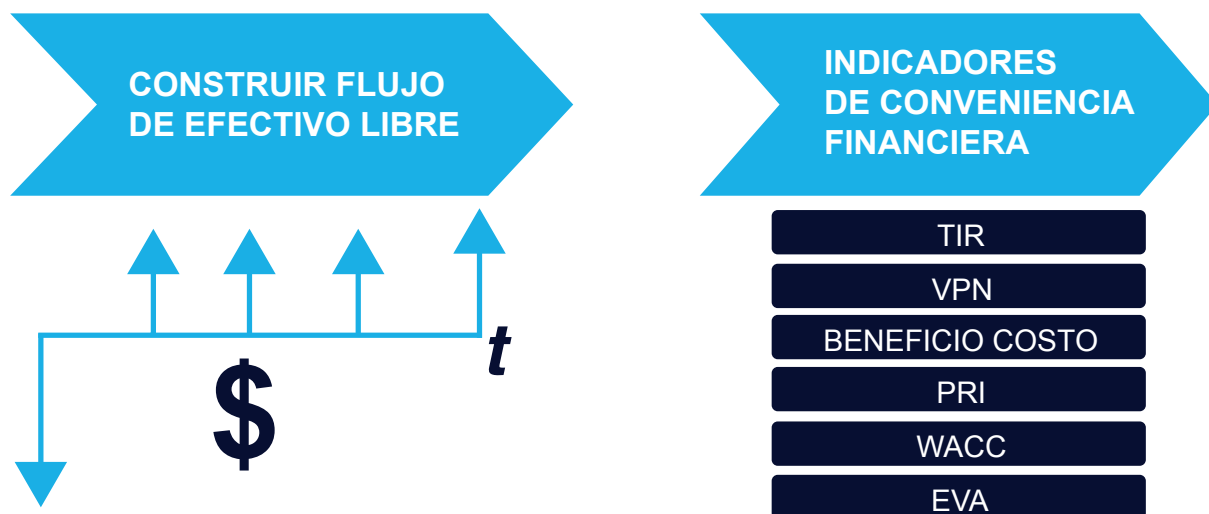 CONSTRUIR FLUJO
DE EFECTIVO LIBRE
INDICADORES
DE CONVENIENCIA
FINANCIERA
t
$
TIR
VPN
BENEFICIO COSTO
PRI
WACC
EVA